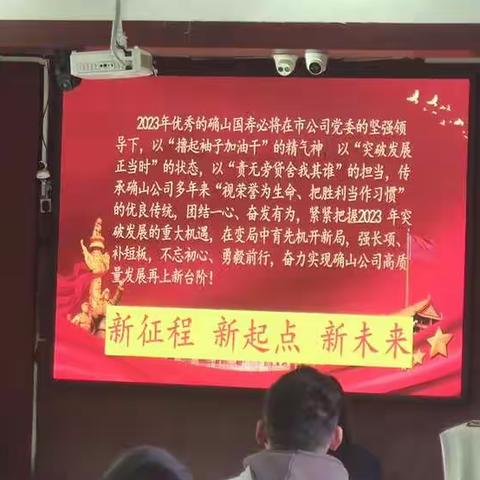 2023年优秀的确山国寿必将在市公司党委的坚强领
导下，以“撸起袖子加油干”的精气神，以“突破发展
正当时”的状态，以“责无旁贷舍我其谁”的担当，传
承确山公司多年来“视荣誉为生命、把胜利当作习惯”
的优良传统，团结一心、奋发有为，紧紧把握2023 年突
破发展的重大机遇，在变局中育先机开新局，强长项、
补短板，不忘初心、勇毅前行，奋力实现确山公司高质
量发展再上新台阶！
新征程 新起点 新未来